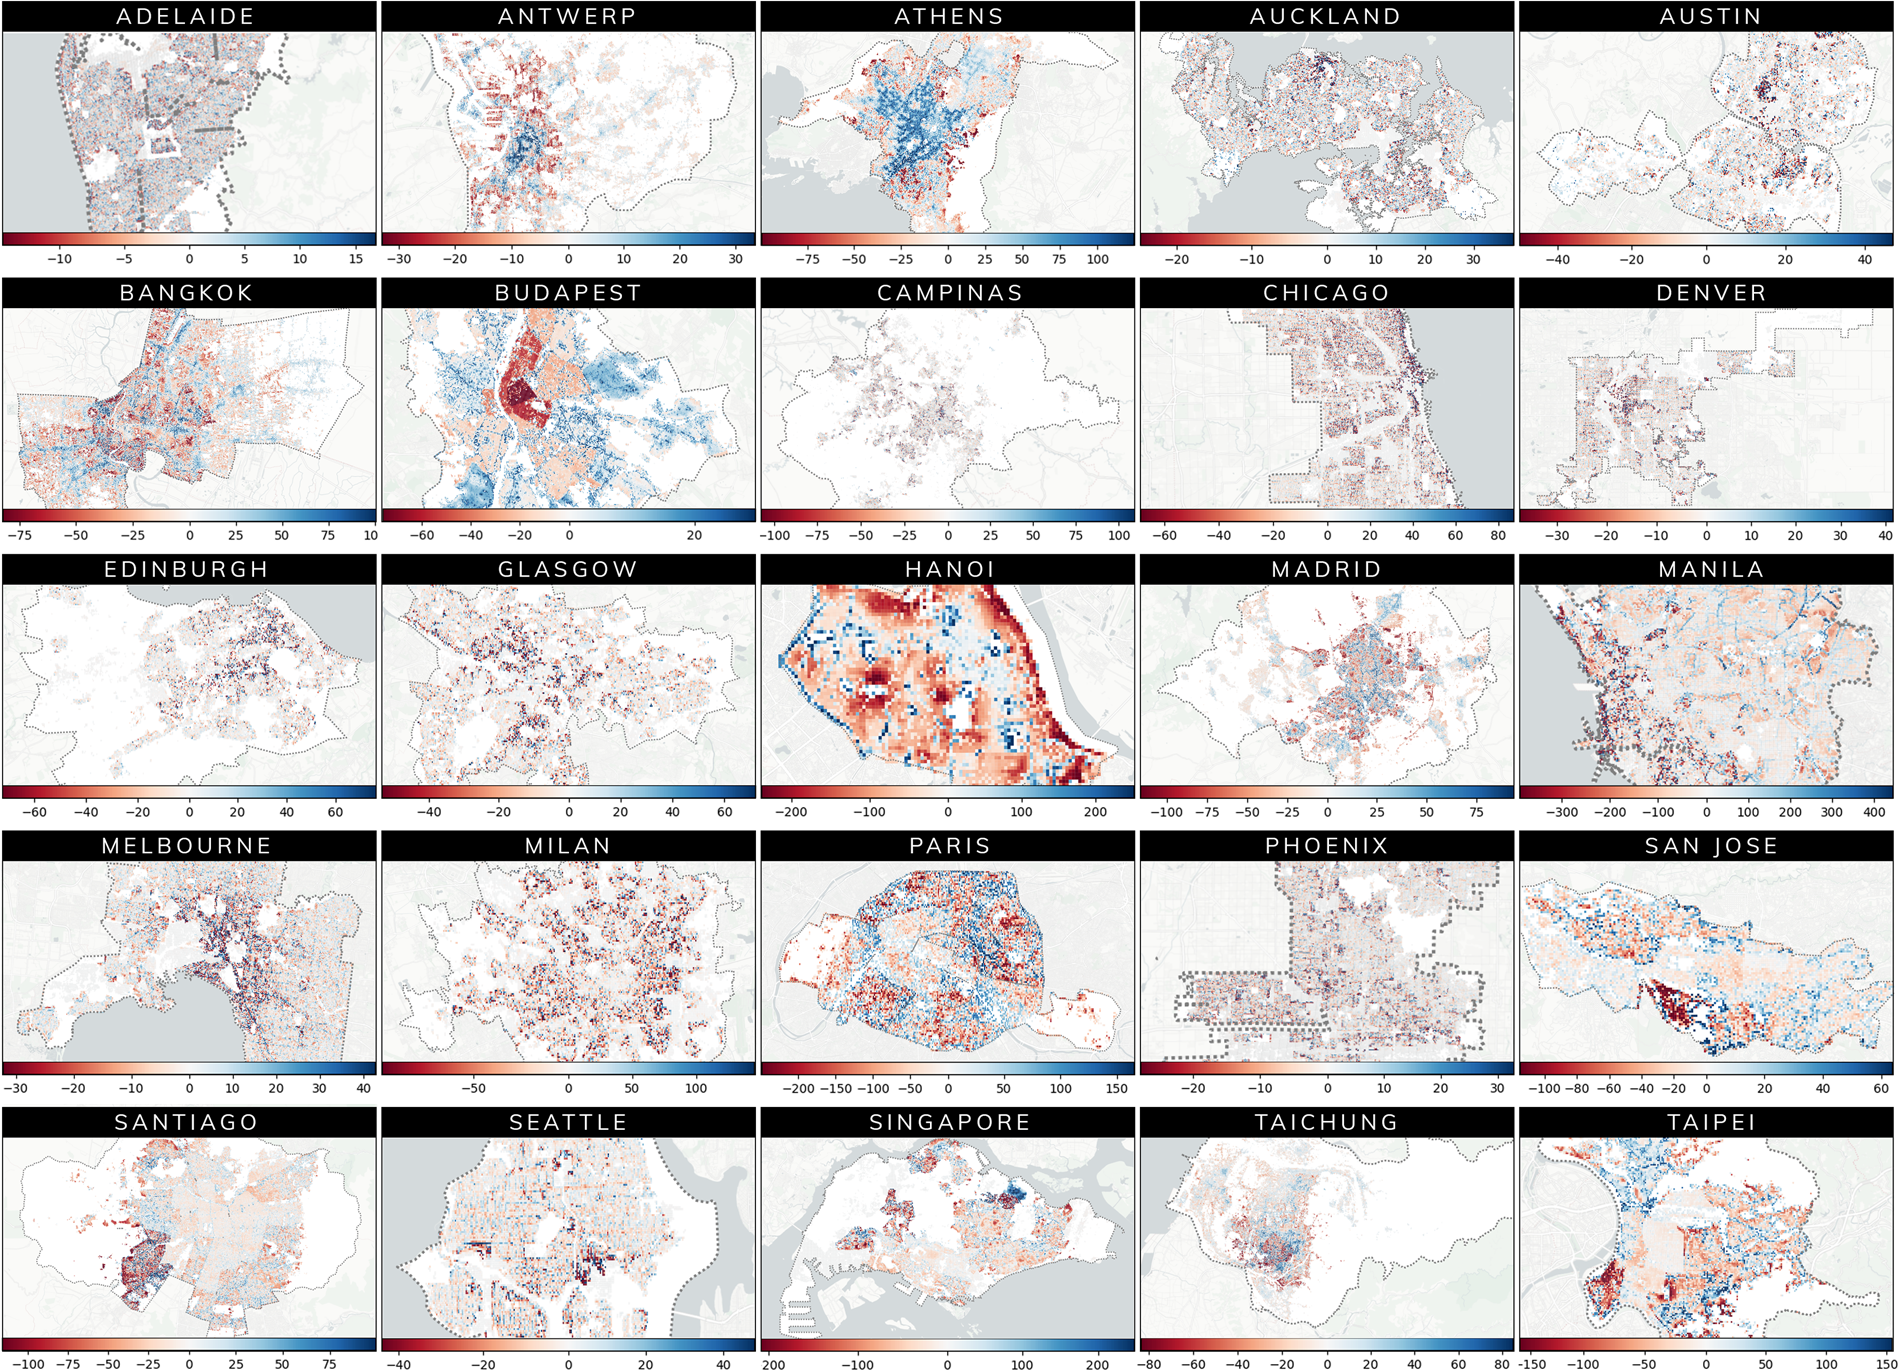 ADELAIDE ANTWERP ATHENS AUCKLAND AUSTIN
−10 −5 0 5 10 15 −30 −20 −10 0 10 20 30 −75 −50 −25 0 25 50 75 100 −20 −10 0 10 20 30 −40 −20 0 20 40
BANGKOK BUDAPEST CAMPINAS CHICAGO DENVER
−75 −50 −25 0 25 50 75 10 −60 −40 −20 0 20 −100 −75 −50 −25 0 25 50 75 100 −60 −40 −20 0 20 40 60 80 −30 −20 −10 0 10 20 30 40
EDINBURGH GLASGOW HANOI MADRID MANILA
−60 −40 −20 0 20 40 60 −40 −20 0 20 40 60 −200 −100 0 100 200 −100 −75 −50 −25 0 25 50 75 −300 −200 −100 0 100 200 300 400
MELBOURNE MILAN PARIS PHOENIX SAN JOSE
−30 −20 −10 0 10 20 30 40 −50 0 50 100 −200 −150 −100 −50 0 50 100 150 −20 −10 0 10 20 30 −100 −80 −60 −40 −20 0 20 40 60
SANTIAGO SEATTLE SINGAPORE TAICHUNG TAIPEI
−100 −75 −50 −25 0 25 50 75 −40 −20 0 20 40 200 −100 0 100 200 −80 −60 −40 −20 0 20 40 60 80 −150 −100 −50 0 50 100 15